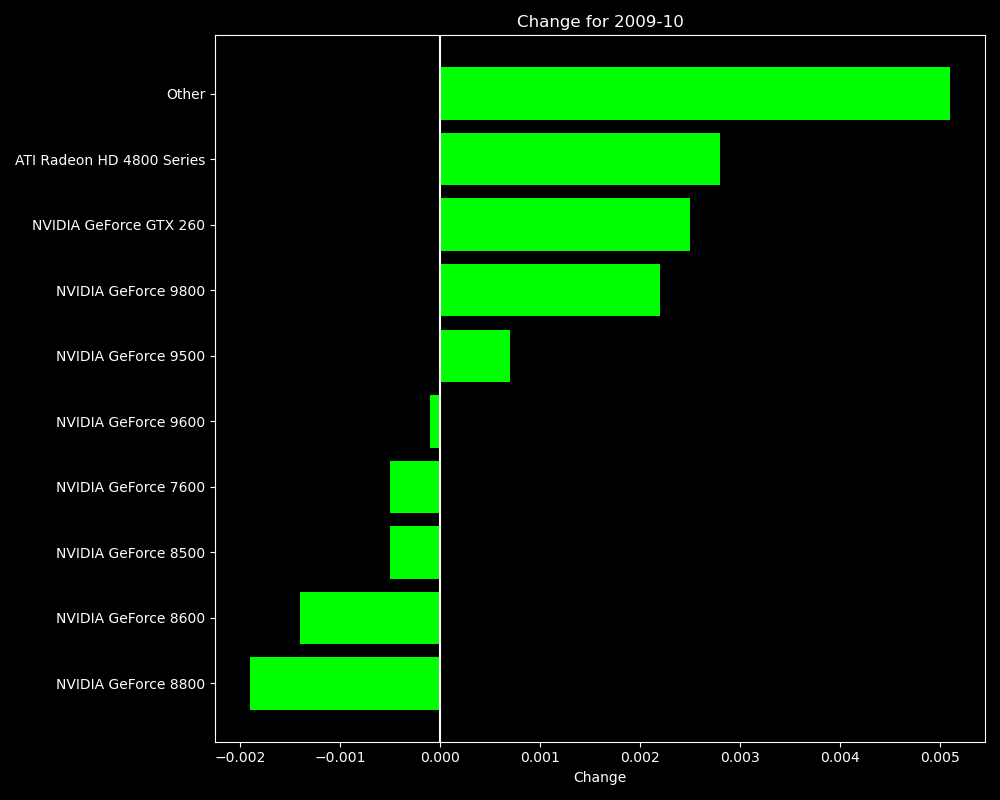 Change for 2009-10
Other
ATI Radeon HD 4800 Series
NVIDIA GeForce GTX 260
NVIDIA GeForce 9800
NVIDIA GeForce 9500
NVIDIA GeForce 9600
NVIDIA GeForce 7600
NVIDIA GeForce 8500
NVIDIA GeForce 8600
NVIDIA GeForce 8800
−0.002 −0.001 0.000 0.001 0.002 0.003 0.004 0.005
Change